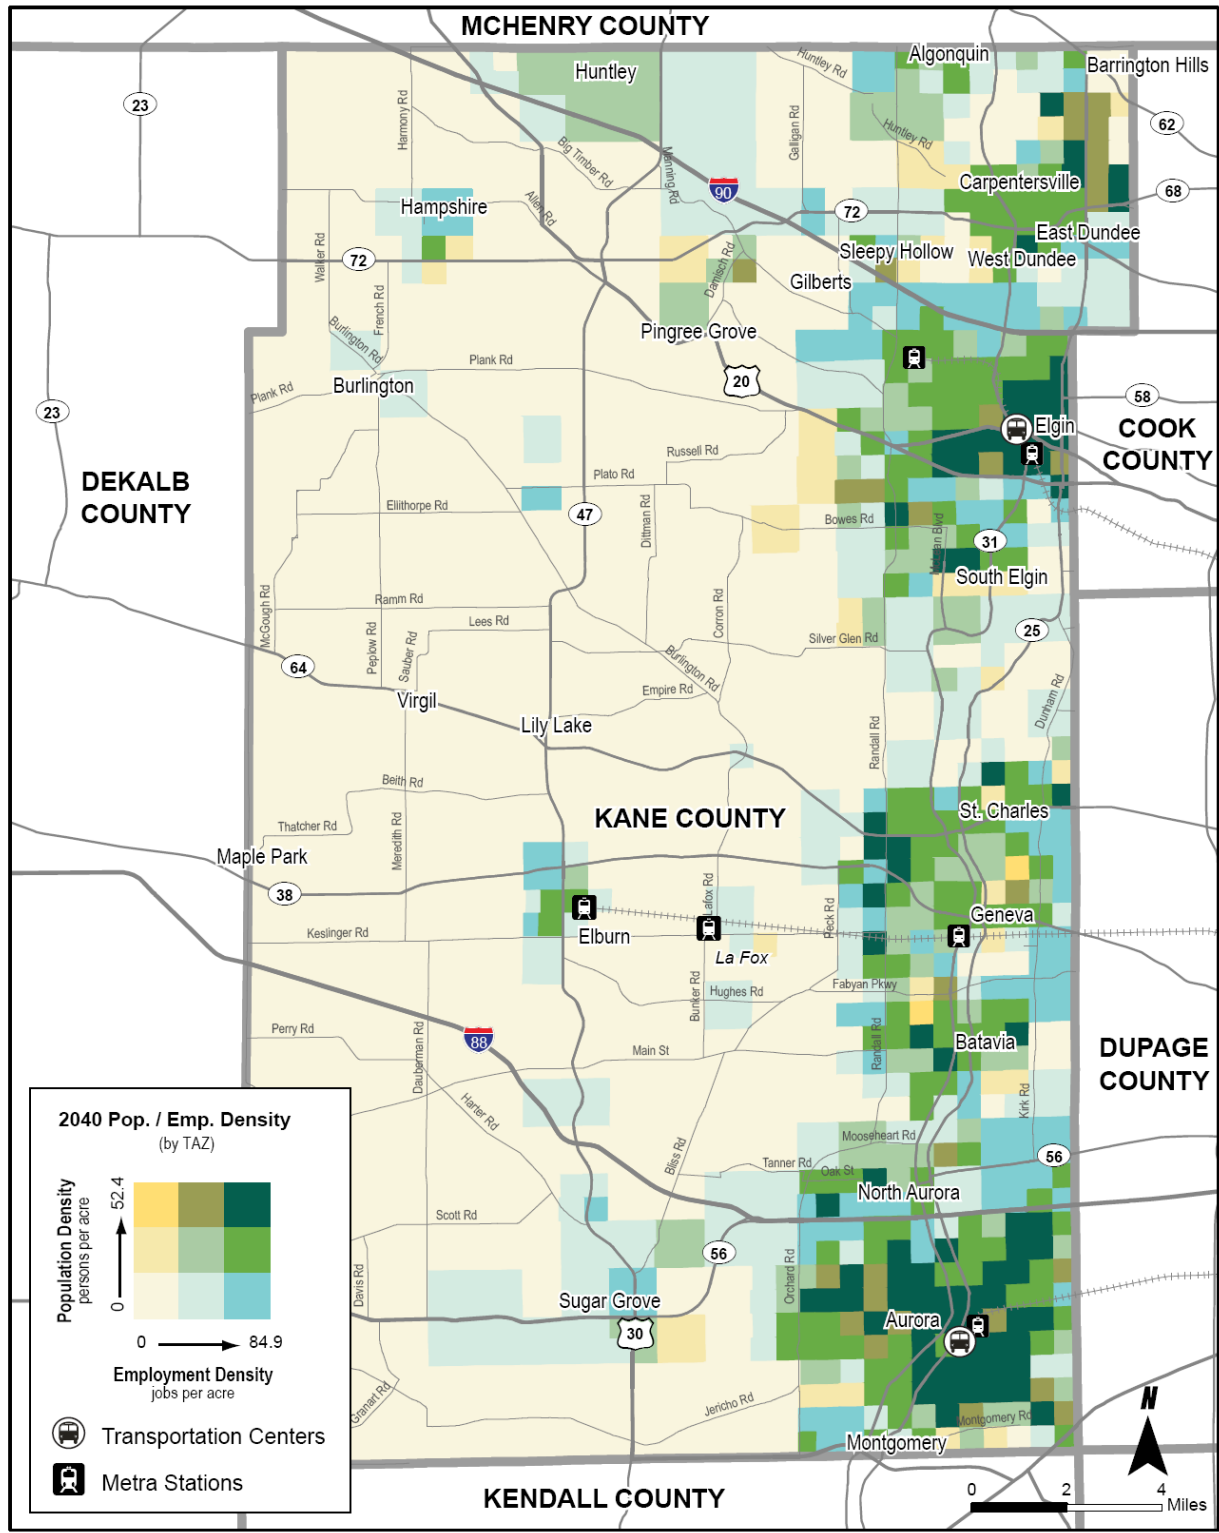 MCHENRY COUNTY
Huntley
Huntley Rd
Algonquin
Barrington Hills
23
Harmony Rd
Big Timber Rd
Manning Rd
Galligan Rd
Huntley Rd
62
Allen Rd
90
Carpentersville
68
Hampshire
72
East Dundee
Walker Rd
72
Damisch Rd
Sleepy Hollow
West Dundee
French Rd
Gilberts
Burlington Rd
Pingree Grove
Plank Rd
20
Plank Rd
Burlington
58
23
Elgin
COOK
COUNTY
DEKALB
COUNTY
Russell Rd
Plato Rd
Ellithorpe Rd
47
Dittman Rd
Bowes Rd
31
South Elgin
McGough Rd
Ramm Rd
Corron Rd
Lees Rd
Peplow Rd
Sauber Rd
Silver Glen Rd
25
64
Burlington Rd
Empire Rd
Dunham Rd
Virgil
Lily Lake
Randall Rd
Beith Rd
KANE COUNTY
St. Charles
Thatcher Rd
Meredith Rd
Maple Park
38
Lafox Rd
Peck Rd
Geneva
Keslinger Rd
Elburn
La Fox
Bunker Rd
Hughes Rd
Fabyan Pkwy
Perry Rd
88
Dauberman Rd
Main St
Randall Rd
Batavia
DUPAGE
COUNTY
Harter Rd
Kirk Rd
Mooseheart Rd
Bliss Rd
Tanner Rd
Oak St
56
North Aurora
Scott Rd
56
Davis Rd
Orchard Rd
Sugar Grove
30
Aurora
Granart Rd
Jericho Rd
Montgomery Rd
Montgomery
KENDALL COUNTY
2040 Pop. / Emp. Density
(by TAZ)
Population Density
persons per acre
0
52.4
0
84.9
Employment Density
jobs per acre
Transportation Centers
Metra Stations
N
0 2 4
Miles